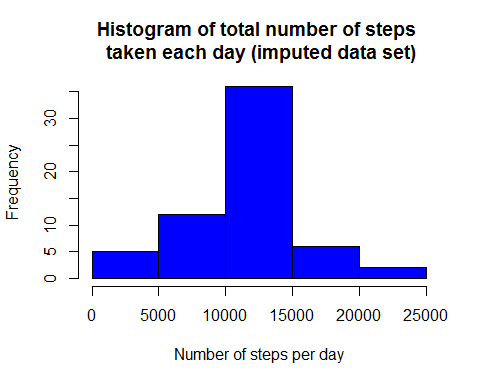 Histogram of total number of steps
taken each day (imputed data set)
Frequency
30
20
10
5
0
0 5000 10000 15000 20000 25000
Number of steps per day